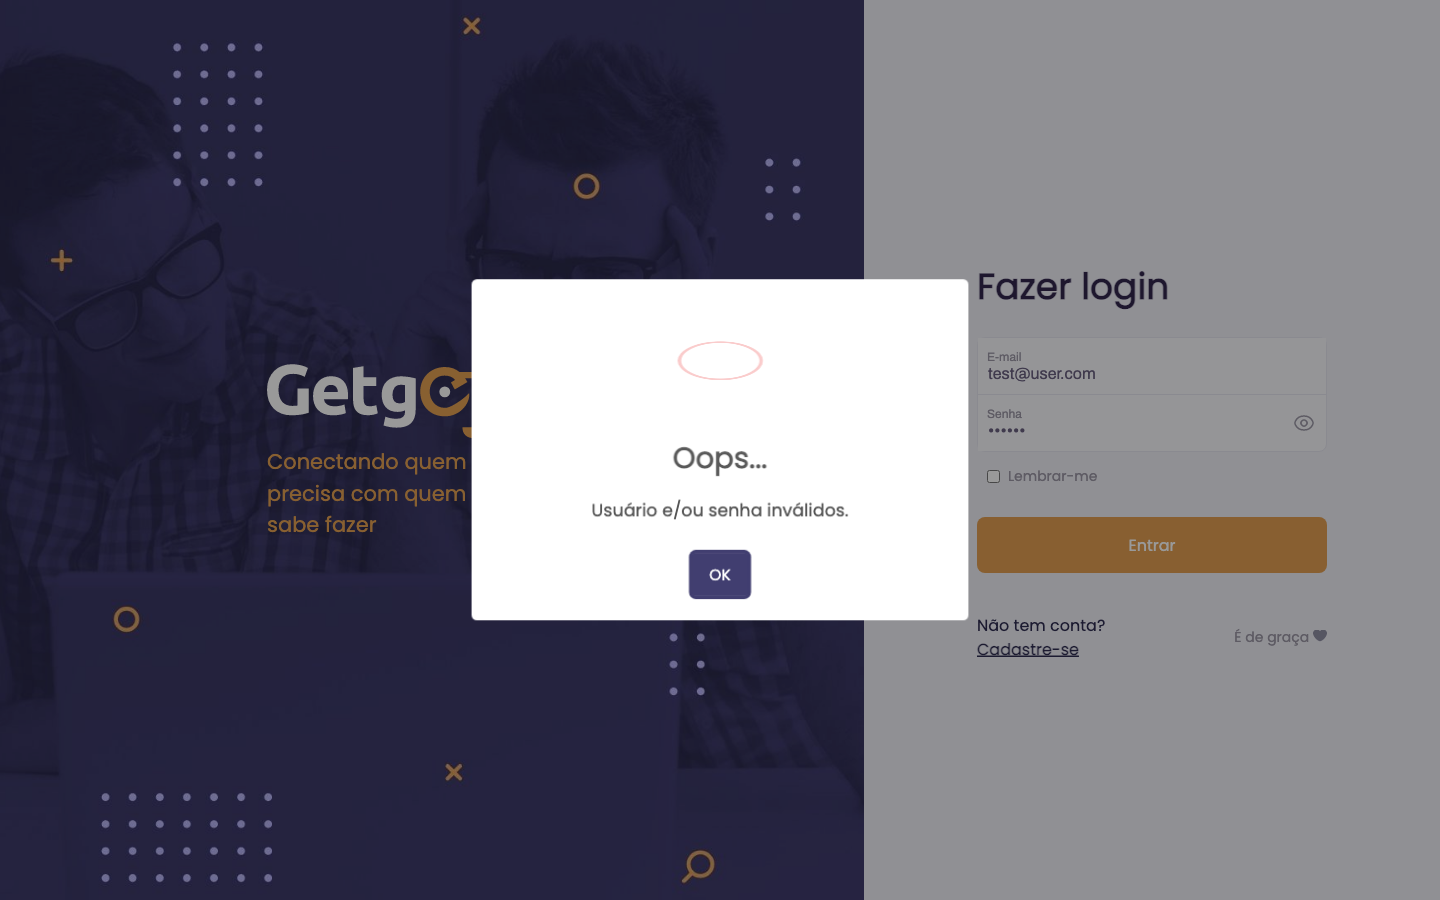 Getg
Conectando quem
precisa com quem
sabe fazer
Oops...
Usuário e/ou senha inválidos.
OK
Fazer login
E-mail
test@user.com
Senha
Lembrar-me
Entrar
Não tem conta?
Cadastre-se
É de graça